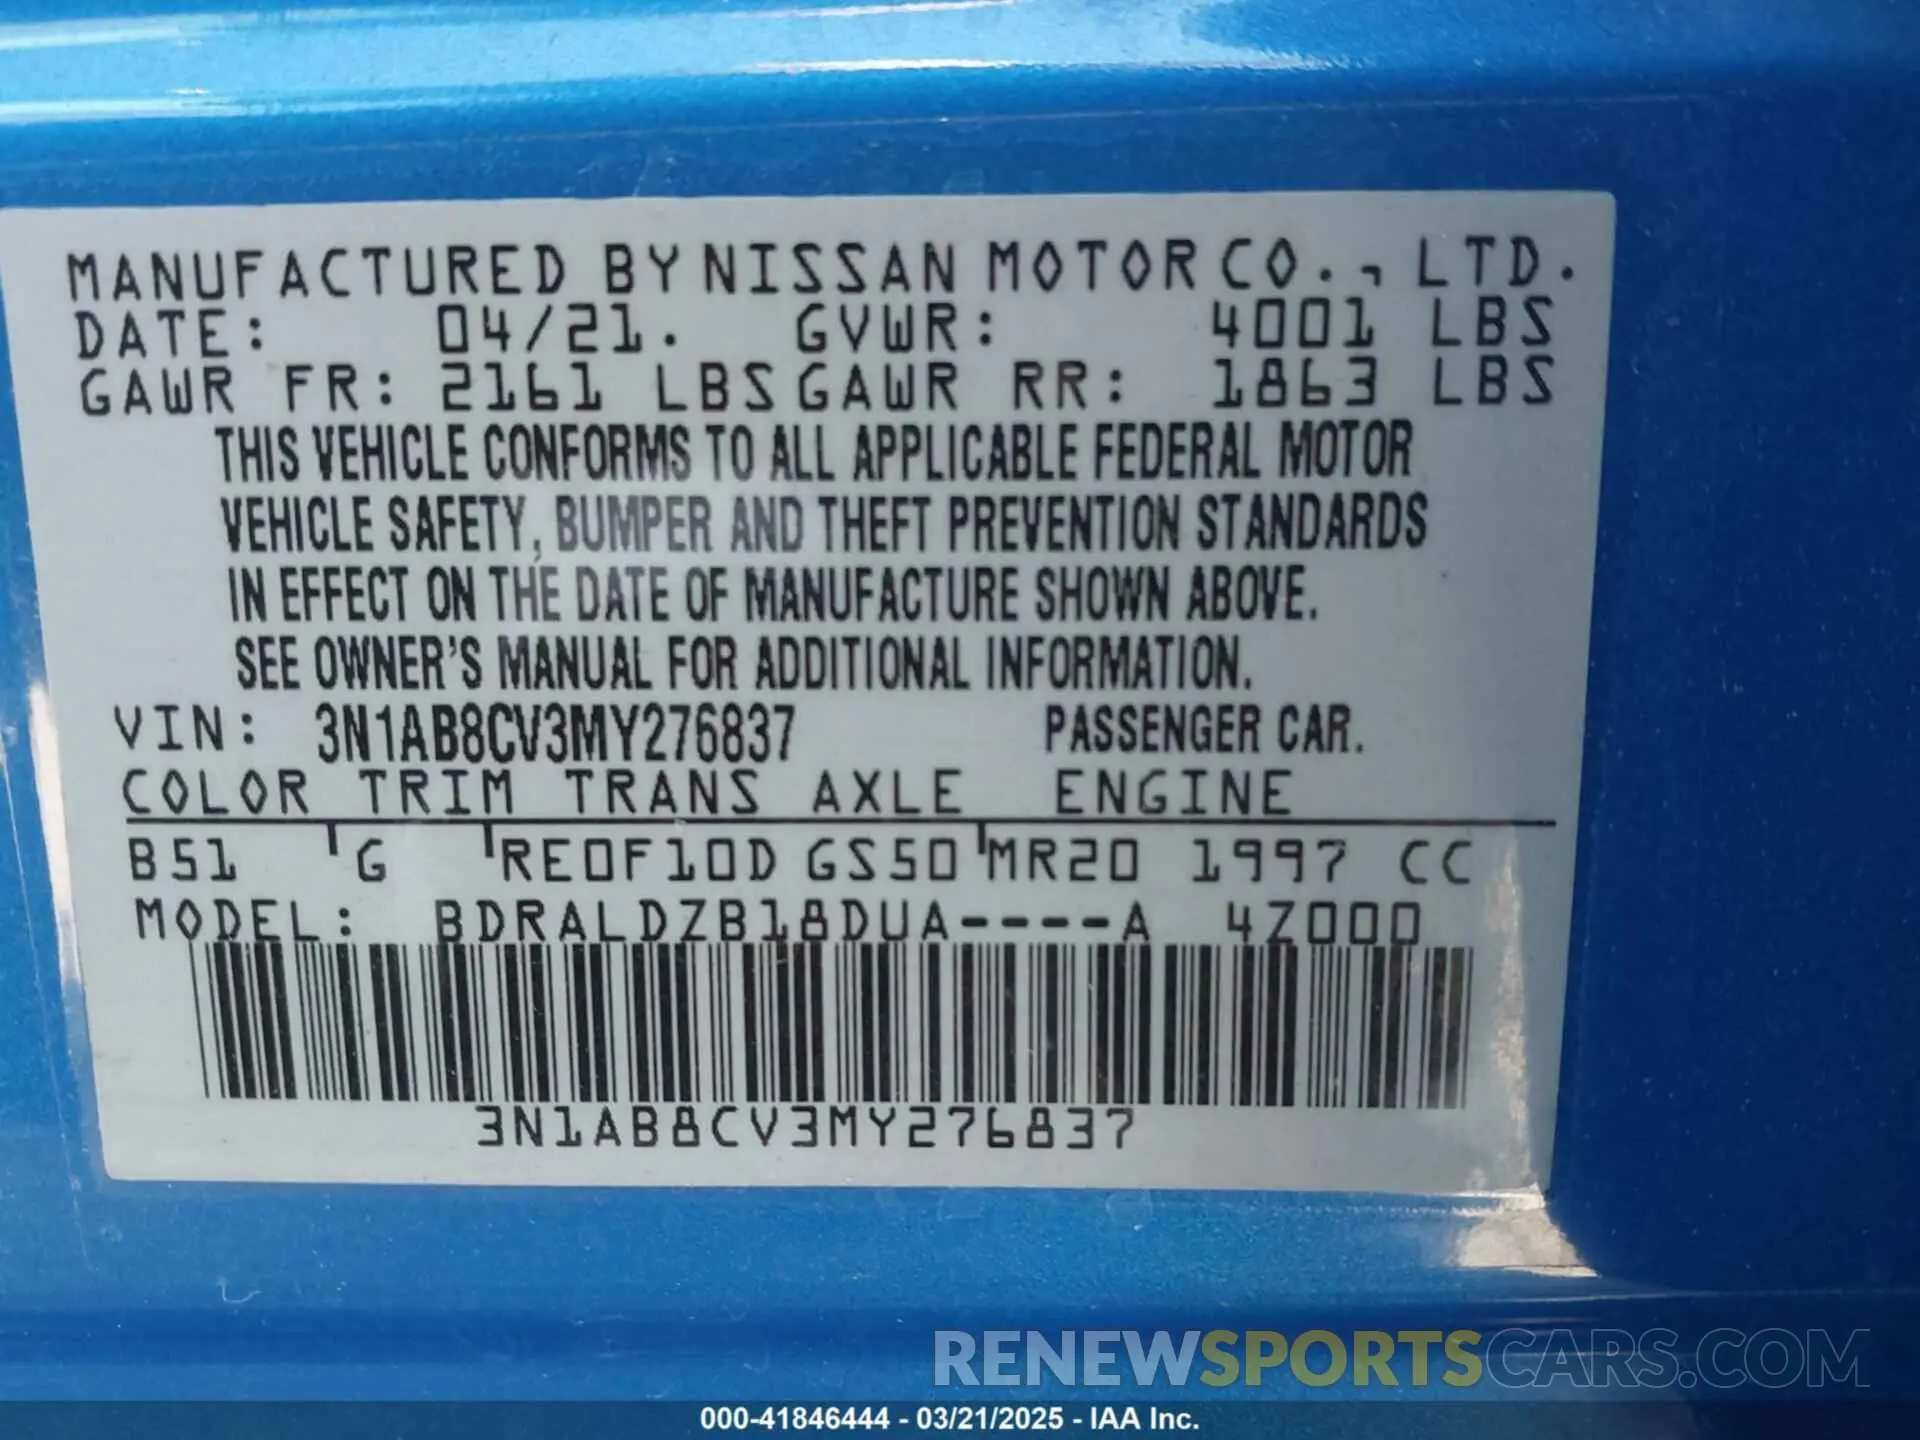 MANUFACTURED BY NISSAN MOTOR CO., LTD.
DATE: 04/21. GVWR: 4001 LBS
GAWR FR: 2161 LBS GAWR RR: 1863 LBS
THIS VEHICLE CONFORMS TO ALL APPLICABLE FEDERAL MOTOR
VEHICLE SAFETY, BUMPER AND THEFT PREVENTION STANDARDS
IN EFFECT ON THE DATE OF MANUFACTURE SHOWN ABOVE.
SEE OWNER'S MANUAL FOR ADDITIONAL INFORMATION.
VIN: 3N1AB8CV3MY276837 PASSENGER CAR.
COLOR TRIM TRANS AXLE ENGINE
B51 G RE0F10D GS50 MR20 1997 CC
MODEL: BDRALDZB18DUA----A 4Z000
3N1AB8CV3MY276837
RENEWSPORTSCARS.COM
000-41846444 - 03/21/2025 - IAA Inc.